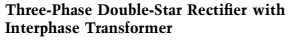 Three-Phase Double-Star Rectifier with
Interphase Transformer